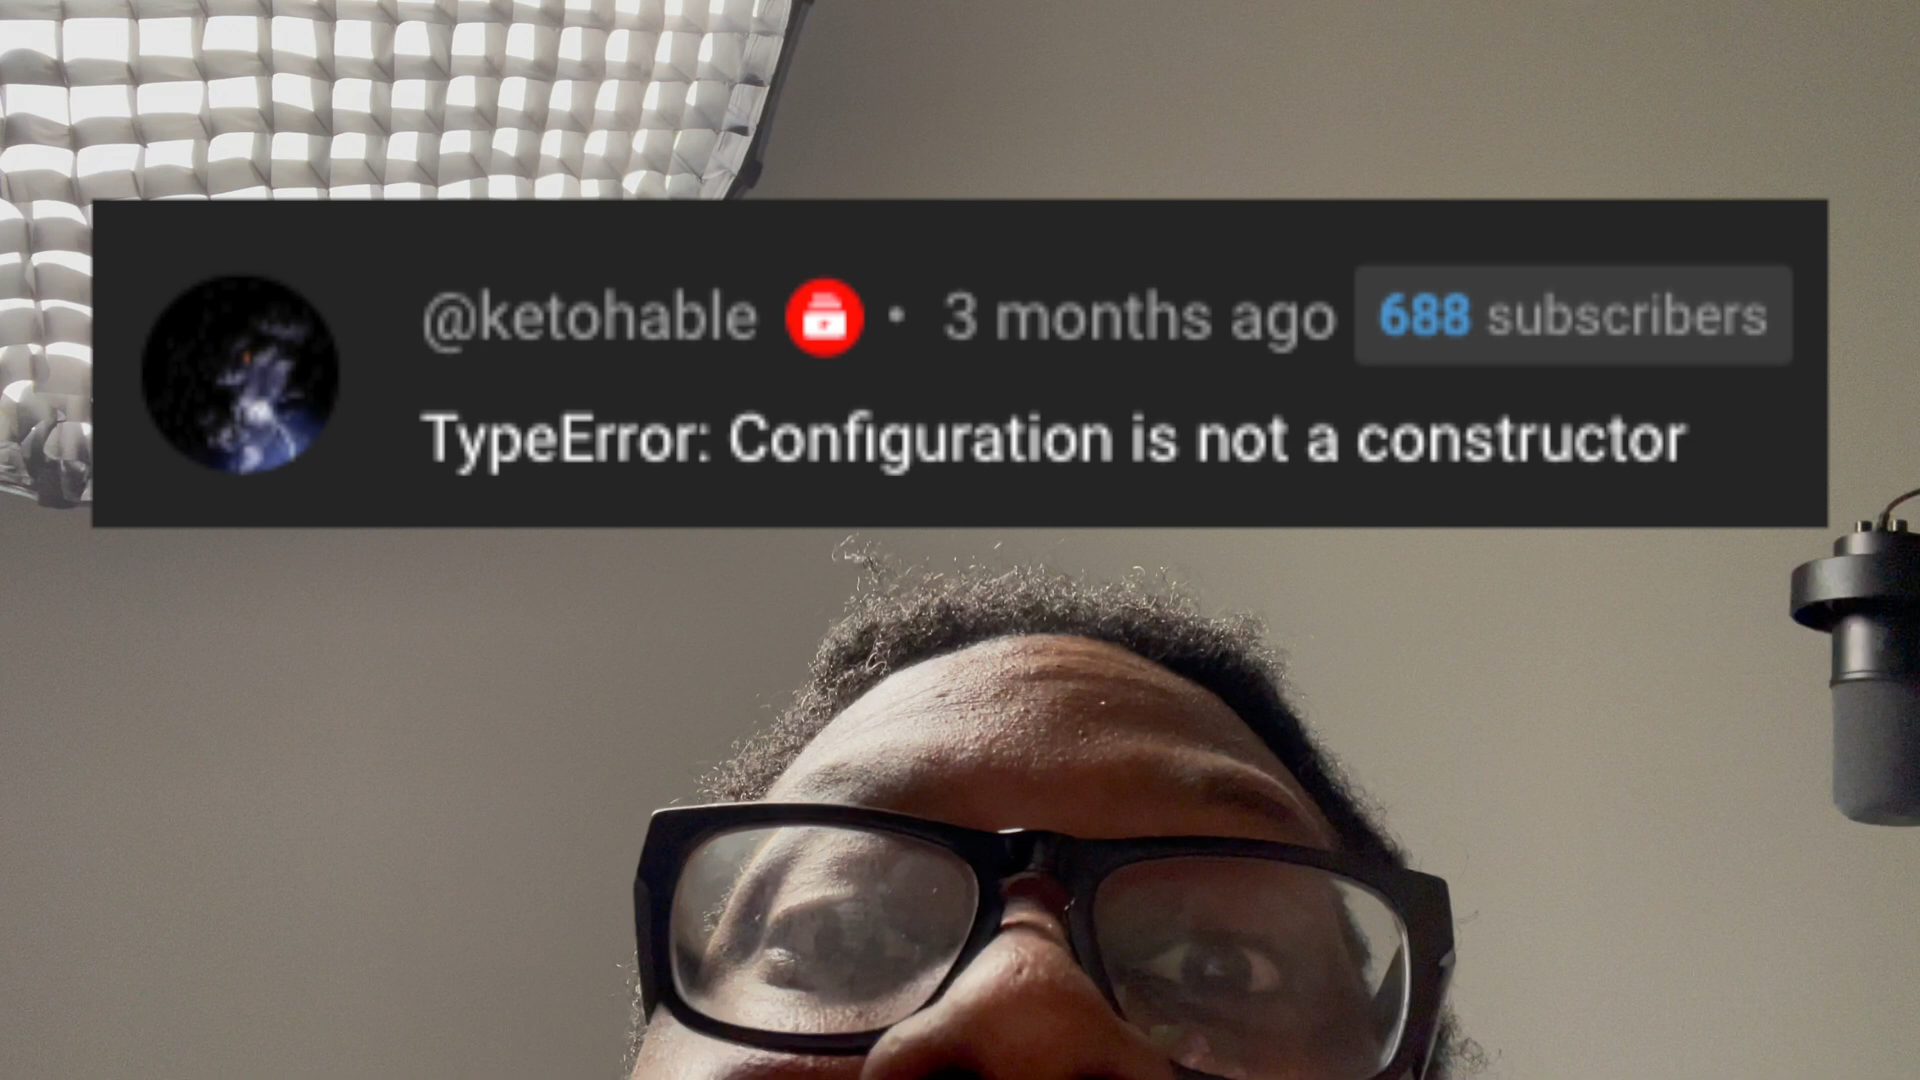 @ketohable • 3 months ago 688 subscribers
TypeError: Configuration is not a constructor